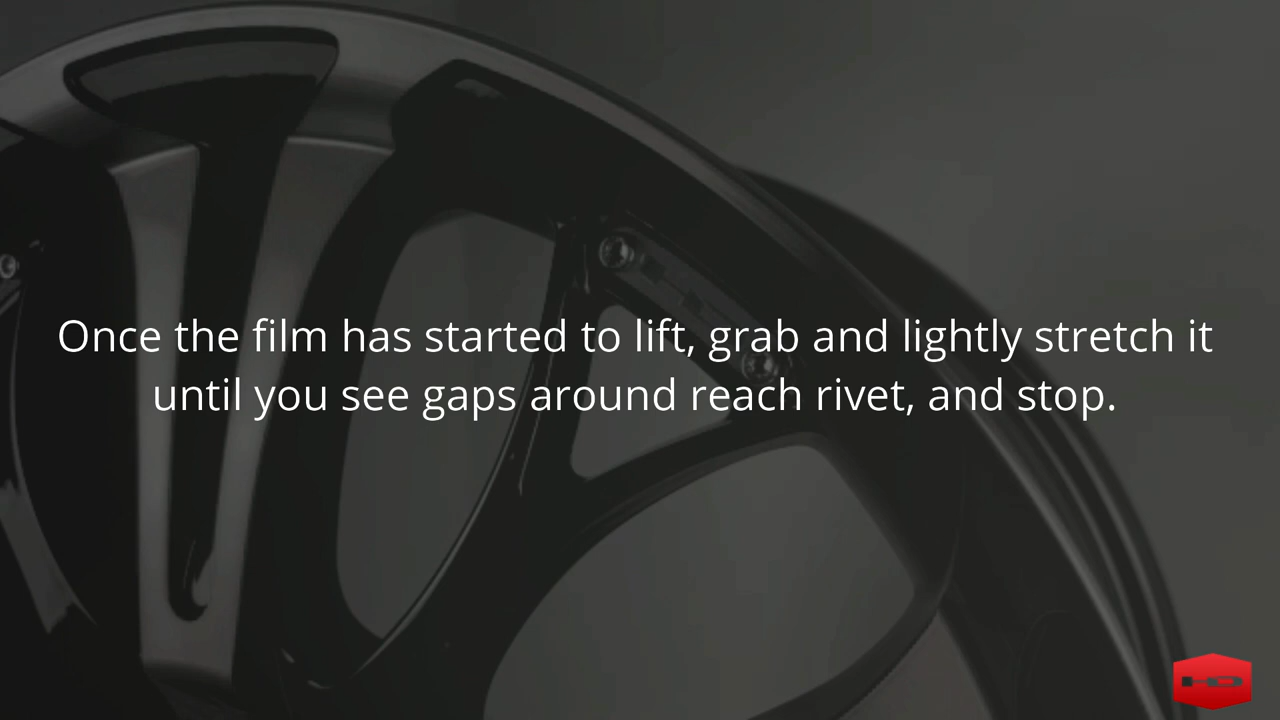 Once the film has started to lift, grab and lightly stretch it
until you see gaps around reach rivet, and stop.
HD